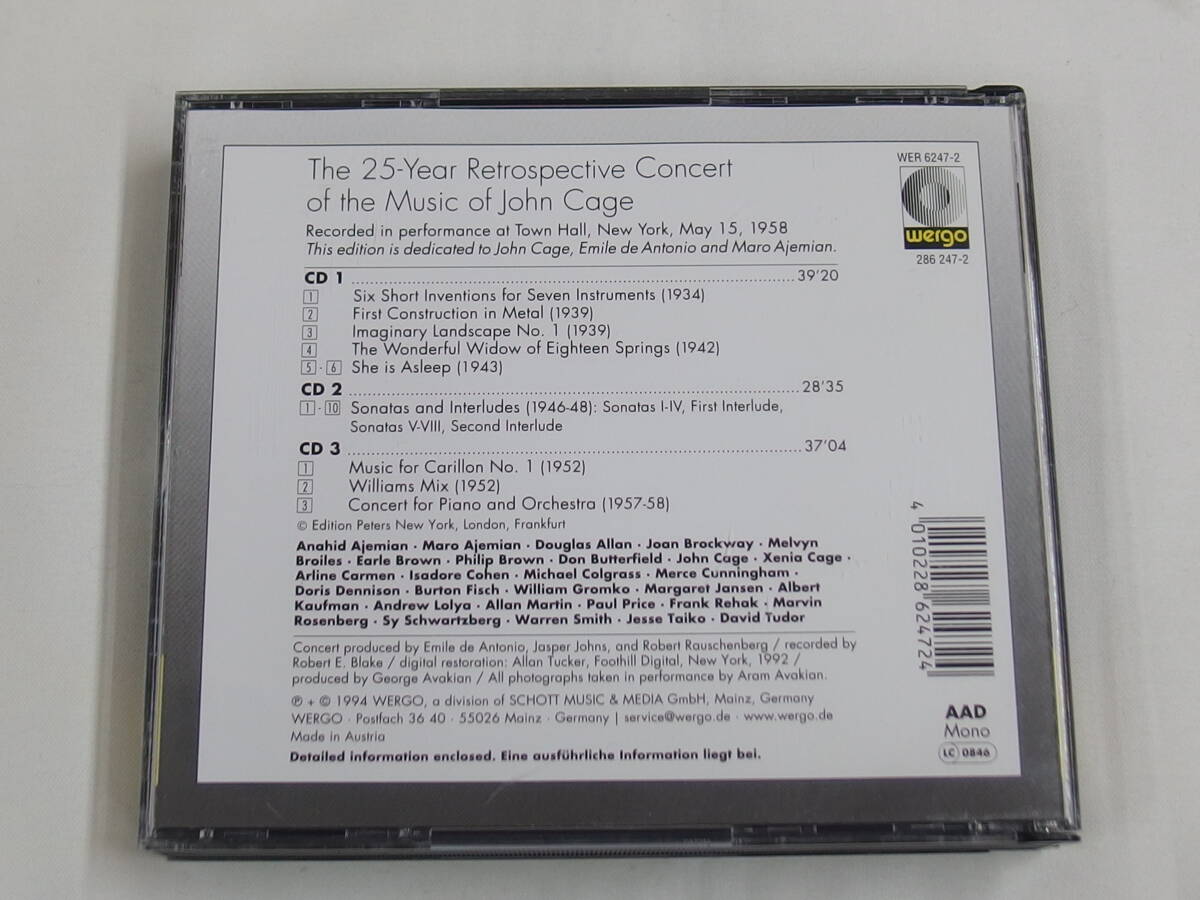 The 25-Year Retrospective Concert
of the Music of John Cage
Recorded in performance at Town Hall, New York, May 15, 1958
This edition is dedicated to John Cage, Emile de Antonio and Maro Ajemian.
WER 6247-2
wergo
286 247-2
CD 1 39'20
1 Six Short Inventions for Seven Instruments (1934)
2 First Construction in Metal (1939)
3 Imaginary Landscape No. 1 (1939)
4 The Wonderful Widow of Eighteen Springs (1942)
5 - 6 She is Asleep (1943)
CD 2 28'35
1 - 10 Sonatas and Interludes (1946-48): Sonatas I-IV, First Interlude,
Sonatas V-VIII, Second Interlude
CD 3 37'04
1 Music for Carillon No. 1 (1952)
2 Williams Mix (1952)
3 Concert for Piano and Orchestra (1957-58)
© Edition Peters New York, London, Frankfurt
Anahid Ajemian · Maro Ajemian · Douglas Allan · Joan Brockway · Melvyn
Broiles · Earle Brown · Philip Brown · Don Butterfield · John Cage · Xenia Cage ·
Arline Carmen · Isadore Cohen · Michael Colgrass · Merce Cunningham ·
Doris Dennison · Burton Fisch · William Gromko · Margaret Jansen · Albert
Kaufman · Andrew Lolya · Allan Martin · Paul Price · Frank Rehak · Marvin
Rosenberg · Sy Schwartzberg · Warren Smith · Jesse Taiko · David Tudor
Concert produced by Emile de Antonio, Jasper Johns, and Robert Rauschenberg / recorded by
Robert E. Blake / digital restoration: Allan Tucker, Foothill Digital, New York, 1992 /
produced by George Avakian / All photographs taken in performance by Aram Avakian.
℗ + © 1994 WERGO, a division of SCHOTT MUSIC & MEDIA GmbH, Mainz, Germany
WERGO · Postfach 36 40 · 55026 Mainz · Germany | service@wergo.de · www.wergo.de
Made in Austria
Detailed information enclosed. Eine ausführliche Information liegt bei.
4 010228 624724
AAD
Mono
LC 0846